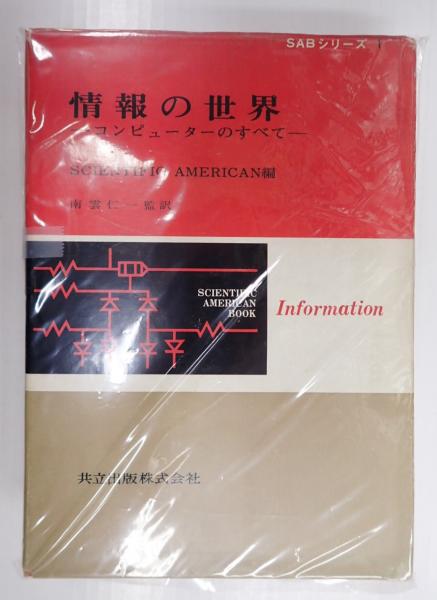 SABシリーズ 1
情報の世界
―コンピューターのすべて―
SCIENTIFIC AMERICAN編
南雲仁一監訳
SCIENTIFIC
AMERICAN
BOOK
Information
共立出版株式会社